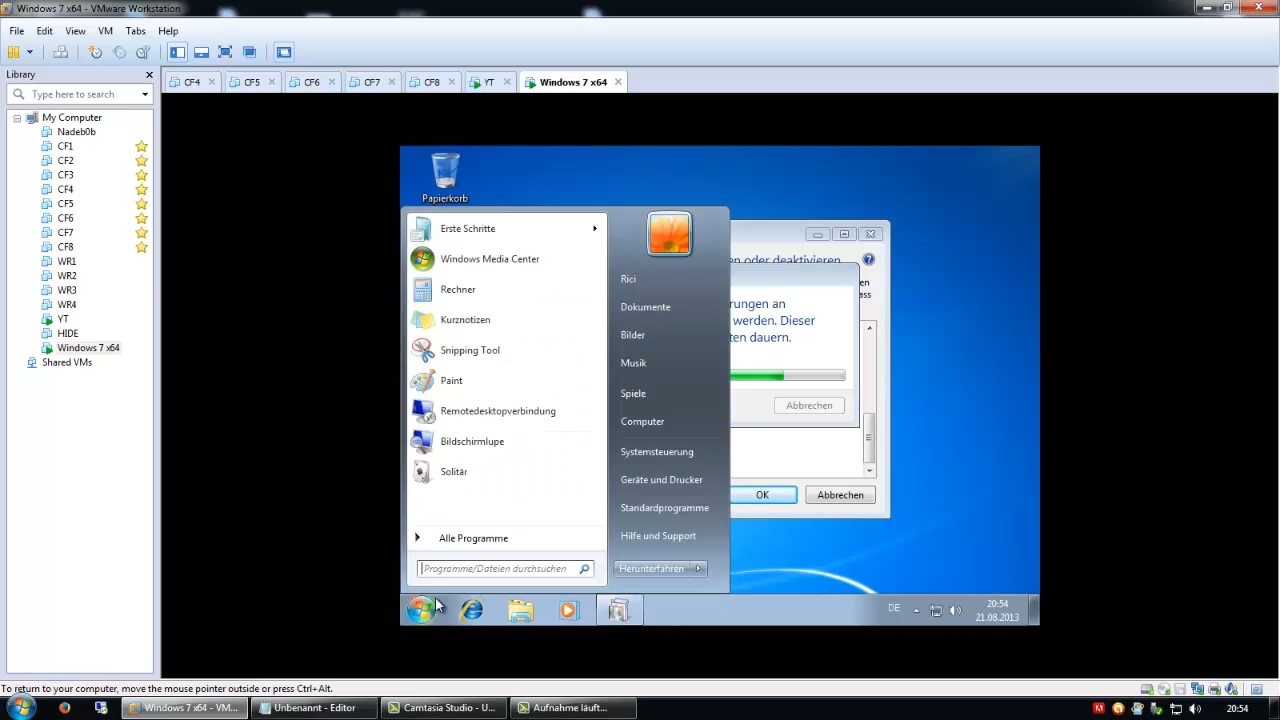 Windows 7 x64 - VMware Workstation
File Edit View VM Tabs Help
Library
CF4 CF5 CF6 CF7 CF8 YT Windows 7 x64
Type here to search
My Computer
Nadeb0b
CF1
CF2
CF3
CF4
CF5
CF6
CF7
CF8
WR1
WR2
WR3
WR4
YT
HIDE
Windows 7 x64
Shared VMs
Papierkorb
Erste Schritte
Windows Media Center
Rechner
Kurznotizen
Snipping Tool
Paint
Remotedesktopverbindung
Bildschirmlupe
Solitär
Alle Programme
Programme/Dateien durchsuchen
Rici
Dokumente
Bilder
Musik
Spiele
Computer
Systemsteuerung
Geräte und Drucker
Standardprogramme
Hilfe und Support
Herunterfahren
en oder deaktivieren
en
ass
rungen an
werden. Dieser
ten dauern.
Abbrechen
OK Abbrechen
DE 20:54
21.08.2013
To return to your computer, move the mouse pointer outside or press Ctrl+Alt.
Windows 7 x64 - VM... Unbenannt - Editor Camtasia Studio - U... Aufnahme läuft... 20:54